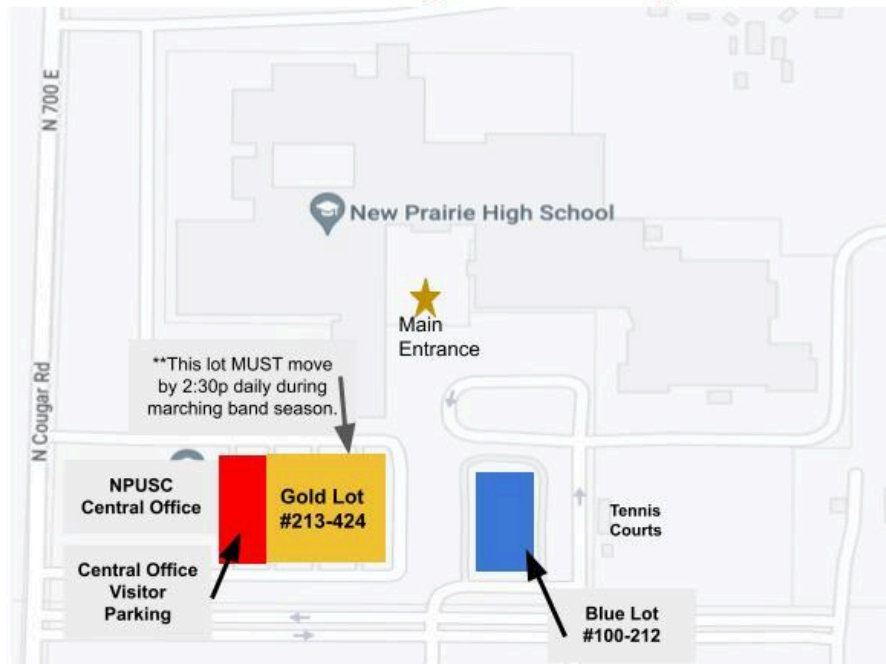 N 700 E
New Prairie High School
Main
Entrance
**This lot MUST move
by 2:30p daily during
marching band season.
N Cougar Rd
NPUSC
Central Office
Gold Lot
#213-424
Tennis
Courts
Central Office
Visitor
Parking
Blue Lot
#100-212